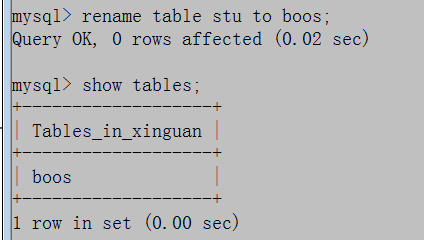 mysql> rename table stu to boos;
Query OK, 0 rows affected (0.02 sec)
mysql> show tables;
+--------------------+
| Tables_in_xinguan |
+--------------------+
| boos |
+--------------------+
1 row in set (0.00 sec)